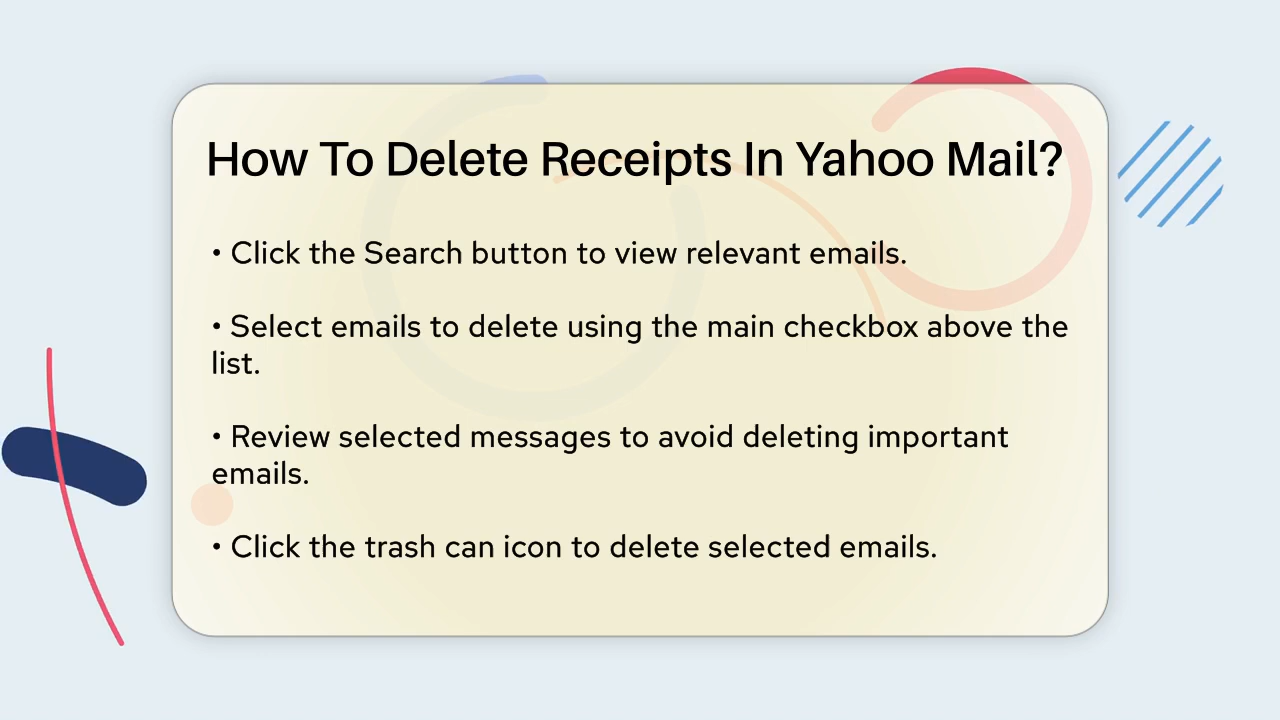 How To Delete Receipts In Yahoo Mail?
• Click the Search button to view relevant emails.
• Select emails to delete using the main checkbox above the
list.
• Review selected messages to avoid deleting important
emails.
• Click the trash can icon to delete selected emails.